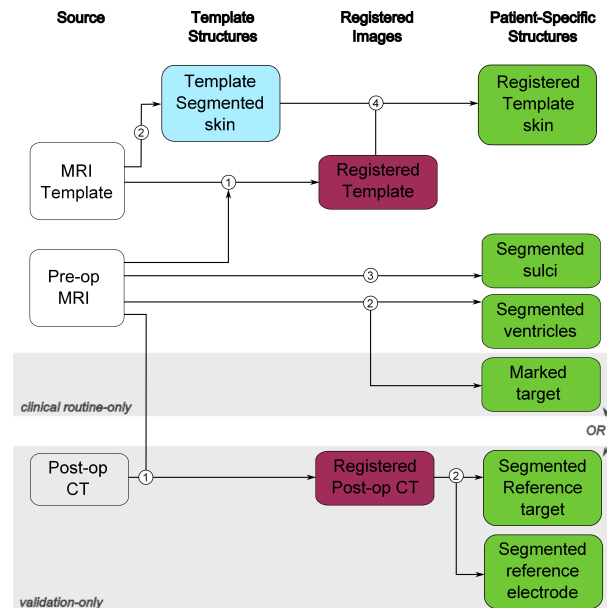 Source
Template
Structures
Registered
Images
Patient-Specific
Structures
Template
Segmented
skin
4
Registered
Template
skin
2
MRI
Template
1
Registered
Template
Pre-op
MRI
3
Segmented
sulci
2
Segmented
ventricles
Marked
target
clinical routine-only
OR
Post-op
CT
1
Registered
Post-op CT
2
Segmented
Reference
target
Segmented
reference
electrode
validation-only